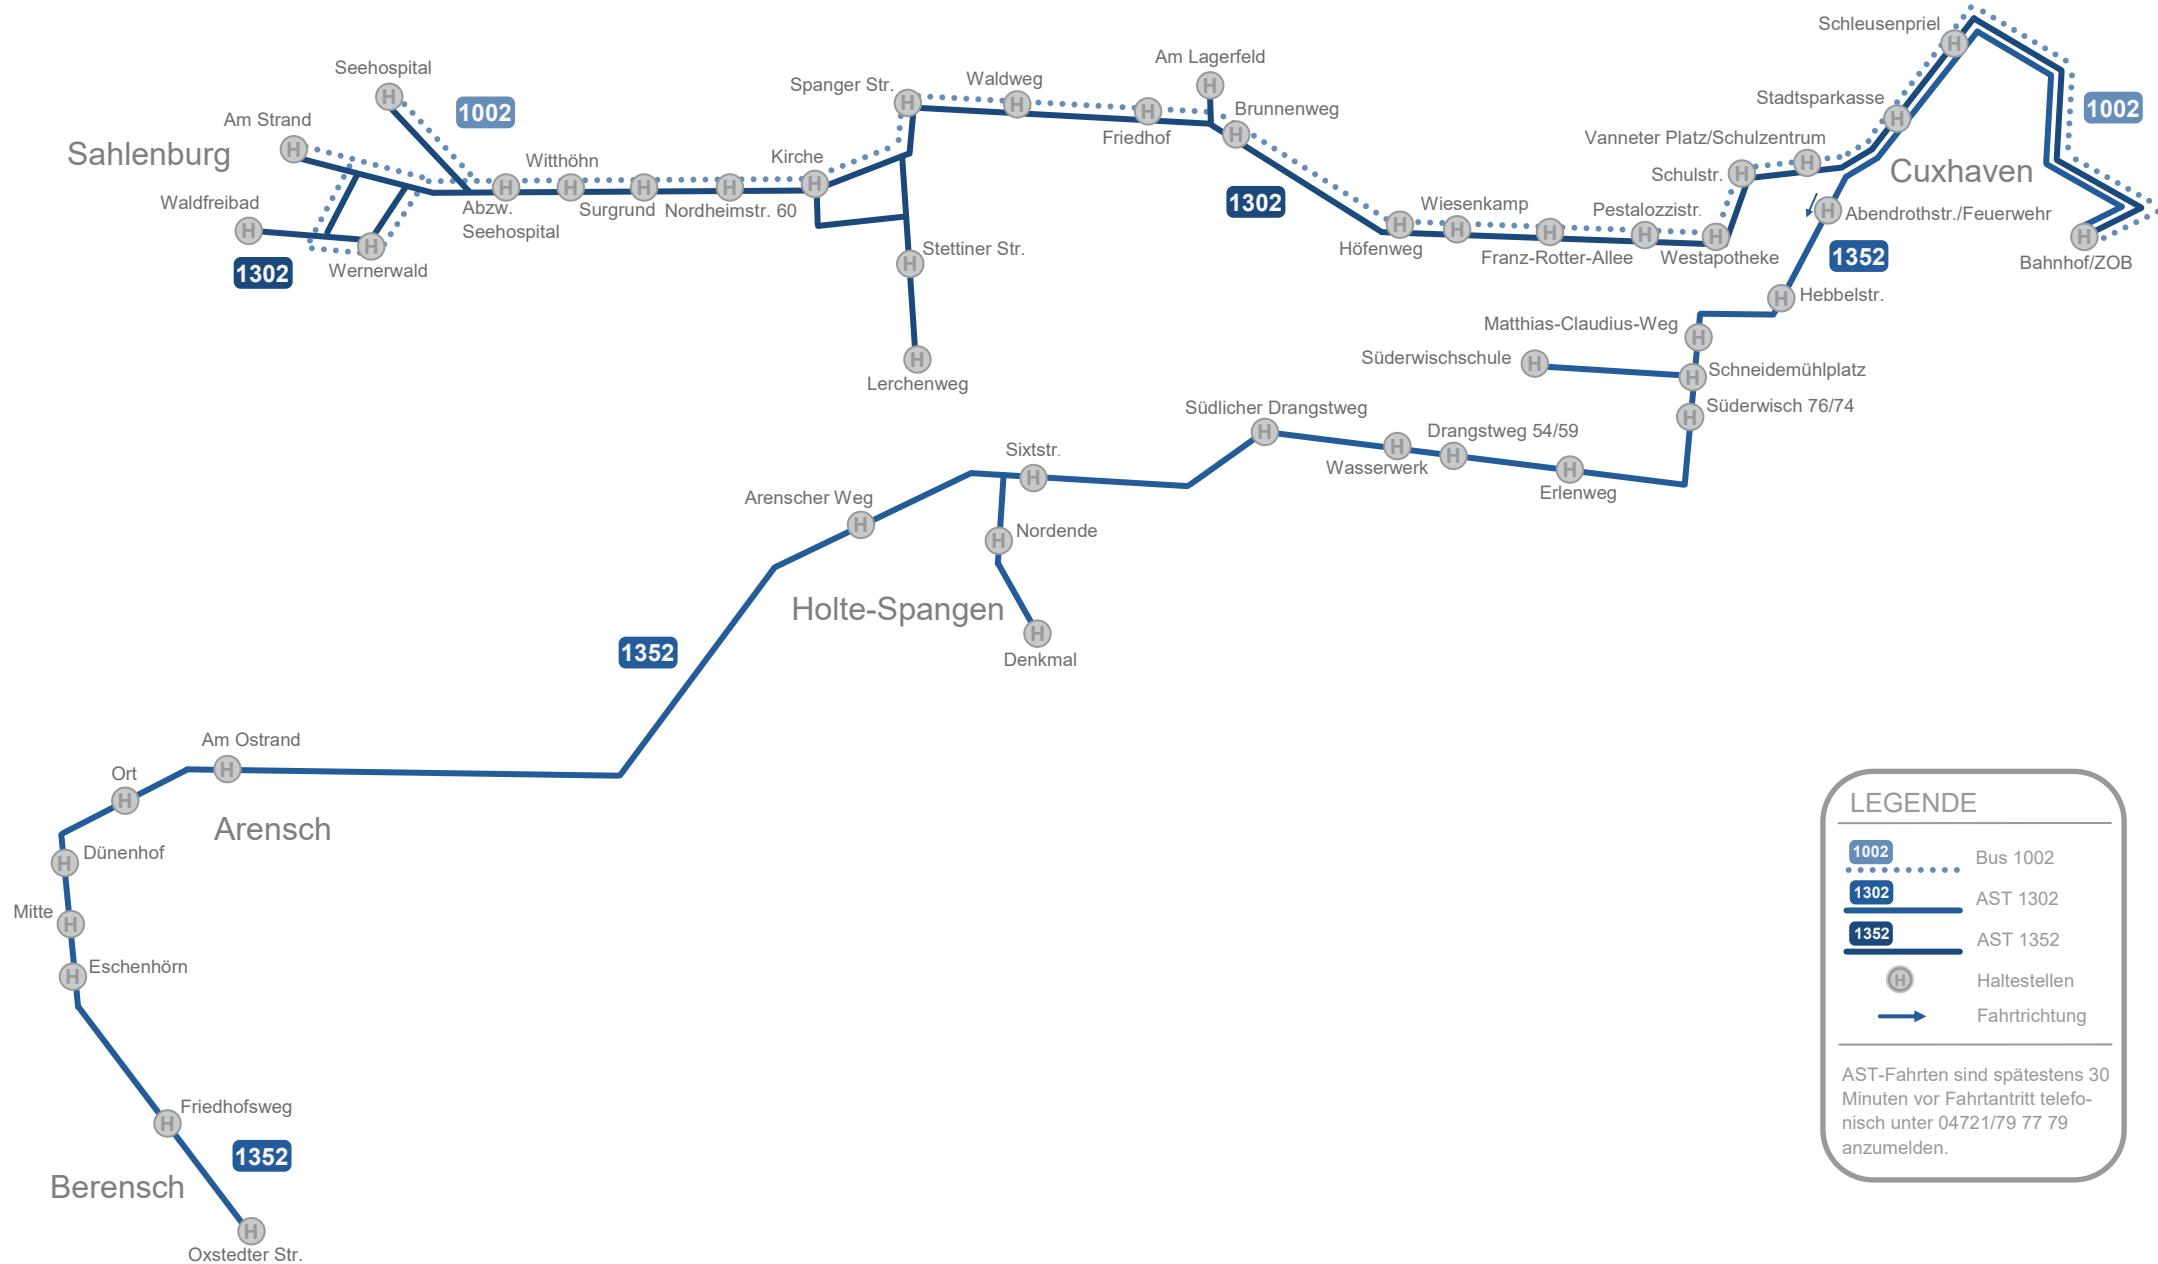 Schleusenpriel
Seehospital
Am Lagerfeld
Spanger Str.
Waldweg
1002
Am Strand
Stadtsparkasse
1002
Friedhof
Brunnenweg
Vanneter Platz/Schulzentrum
Sahlenburg
Witthöhn
Kirche
Schulstr.
Cuxhaven
Waldfreibad
Abzw.
Seehospital
Surgrund
Nordheimstr. 60
1302
Wiesenkamp
Pestalozzistr.
Abendrothstr./Feuerwehr
Stettiner Str.
Höfenweg
Franz-Rotter-Allee
Westapotheke
1352
Bahnhof/ZOB
Wernerwald
1302
Hebbelstr.
Matthias-Claudius-Weg
Süderwischschule
Schneidemühlplatz
Lerchenweg
Südlicher Drangstweg
Süderwisch 76/74
Sixtstr.
Drangstweg 54/59
Wasserwerk
Erlenweg
Arenscher Weg
Nordende
Holte-Spangen
1352
Denkmal
Am Ostrand
Ort
Arensch
Dünenhof
Mitte
Eschenhörn
Friedhofsweg
1352
Berensch
Oxstedter Str.
LEGENDE
1002
Bus 1002
1302
AST 1302
1352
AST 1352
H
Haltestellen
Fahrtrichtung
AST-Fahrten sind spätestens 30
Minuten vor Fahrtantritt telefo-
nisch unter 04721/79 77 79
anzumelden.